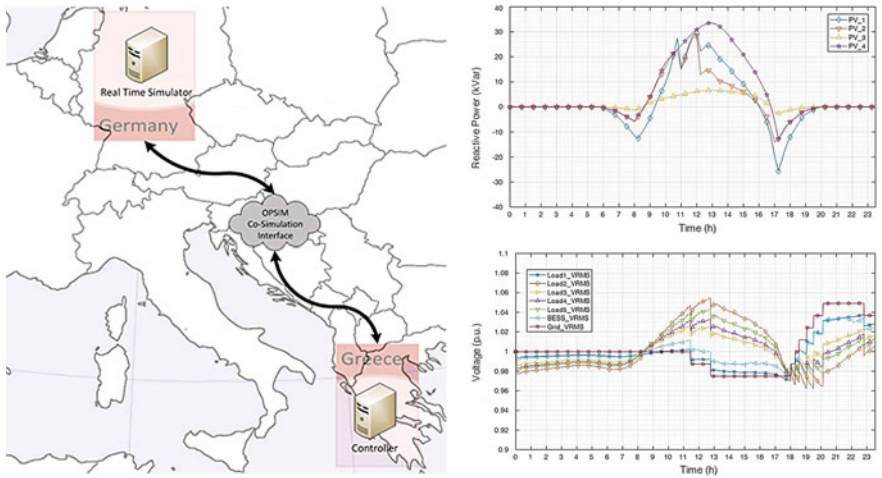 Real Time Simulator
Germany
OPSIM
Co-Simulation
Interface
Greece
Controller
40
30
20
10
0
-10
-20
-30
-40
Reactive Power (kVar)
PV_1
PV_2
PV_3
PV_4
0 1 2 3 4 5 6 7 8 9 10 11 12 13 14 15 16 17 18 19 20 21 22 23
Time (h)
1.1
1.08
1.06
1.04
1.02
1
0.98
0.96
0.94
0.92
0.9
Voltage (p.u.)
Load1_VRMS
Load2_VRMS
Load3_VRMS
Load4_VRMS
Load5_VRMS
BESS_VRMS
Grid_VRMS
0 1 2 3 4 5 6 7 8 9 10 11 12 13 14 15 16 17 18 19 20 21 22 23
Time (h)